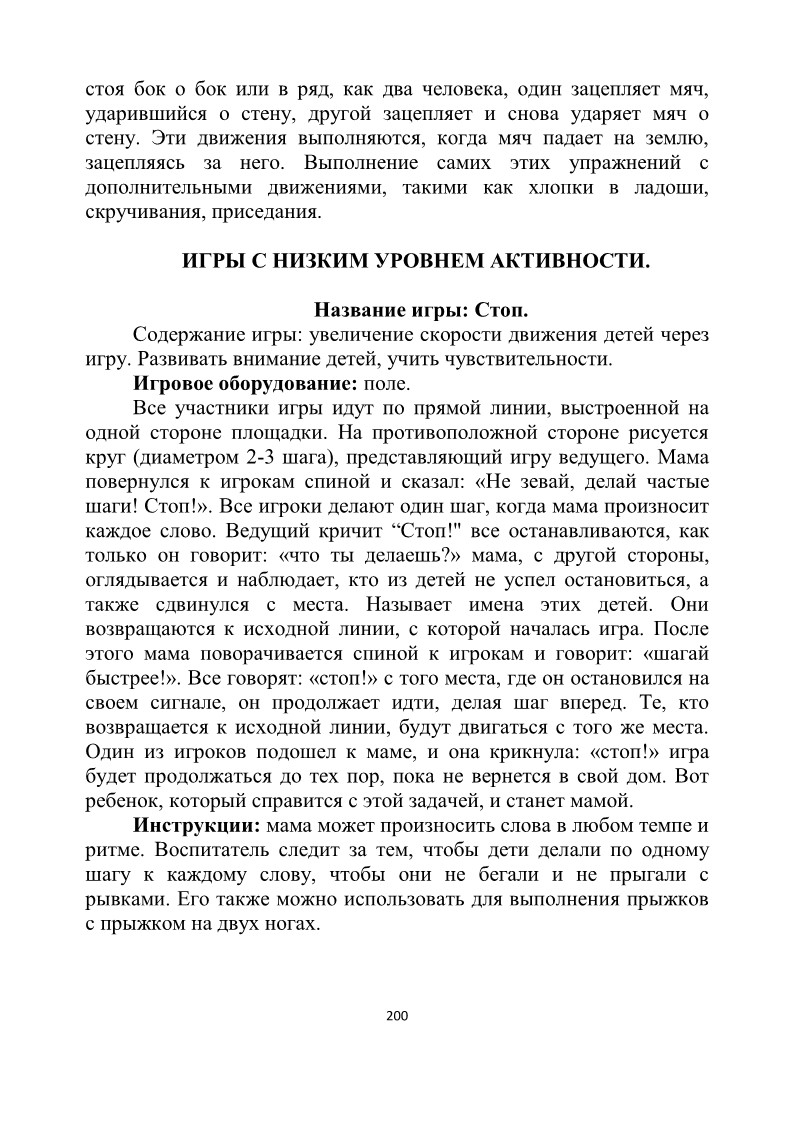 стоя бок о бок или в ряд, как два человека, один зацепляет мяч,
ударившийся о стену, другой зацепляет и снова ударяет мяч о
стену. Эти движения выполняются, когда мяч падает на землю,
зацепляясь за него. Выполнение самих этих упражнений с
дополнительными движениями, такими как хлопки в ладоши,
скручивания, приседания.
ИГРЫ С НИЗКИМ УРОВНЕМ АКТИВНОСТИ.
Название игры: Стоп.
Содержание игры: увеличение скорости движения детей через
игру. Развивать внимание детей, учить чувствительности.
Игровое оборудование: поле.
Все участники игры идут по прямой линии, выстроенной на
одной стороне площадки. На противоположной стороне рисуется
круг (диаметром 2-3 шага), представляющий игру ведущего. Мама
повернулся к игрокам спиной и сказал: «Не зевай, делай частые
шаги! Стоп!». Все игроки делают один шаг, когда мама произносит
каждое слово. Ведущий кричит “Стоп!" все останавливаются, как
только он говорит: «что ты делаешь?» мама, с другой стороны,
оглядывается и наблюдает, кто из детей не успел остановиться, а
также сдвинулся с места. Называет имена этих детей. Они
возвращаются к исходной линии, с которой началась игра. После
этого мама поворачивается спиной к игрокам и говорит: «шагай
быстрее!». Все говорят: «стоп!» с того места, где он остановился на
своем сигнале, он продолжает идти, делая шаг вперед. Те, кто
возвращается к исходной линии, будут двигаться с того же места.
Один из игроков подошел к маме, и она крикнула: «стоп!» игра
будет продолжаться до тех пор, пока не вернется в свой дом. Вот
ребенок, который справится с этой задачей, и станет мамой.
Инструкции: мама может произносить слова в любом темпе и
ритме. Воспитатель следит за тем, чтобы дети делали по одному
шагу к каждому слову, чтобы они не бегали и не прыгали с
рывками. Его также можно использовать для выполнения прыжков
с прыжком на двух ногах.
200